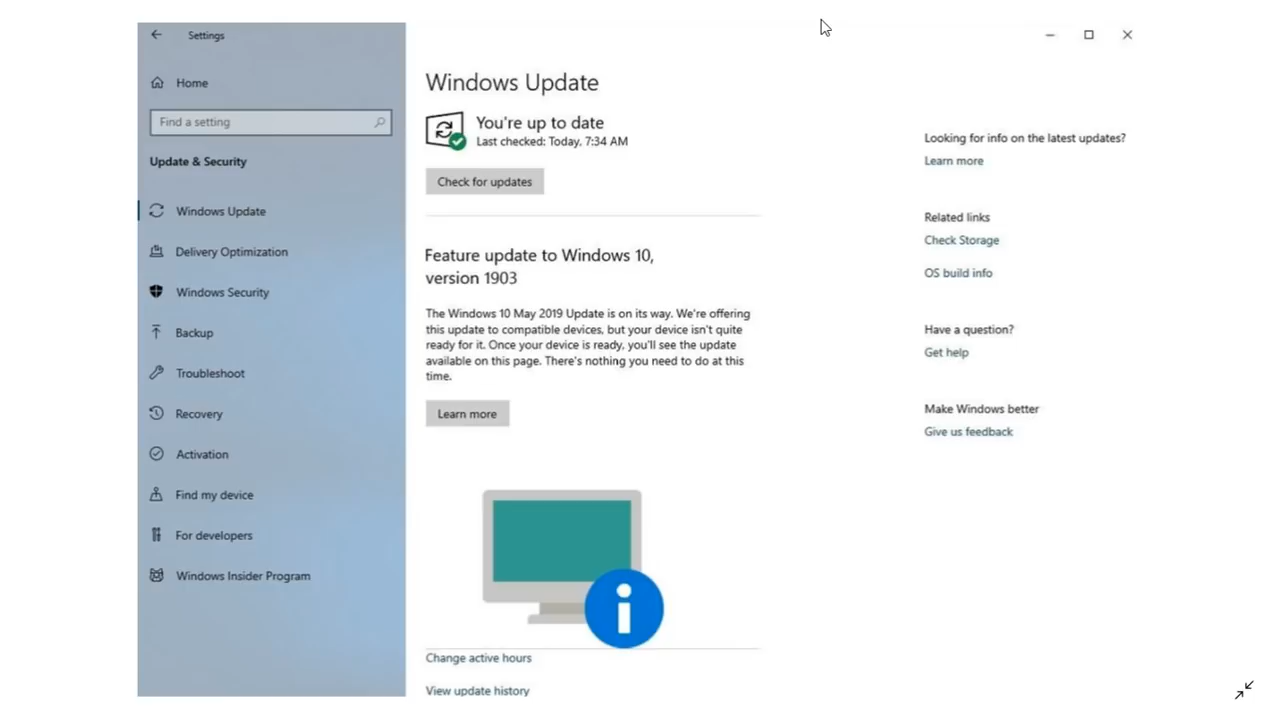 Settings
Home
Find a setting
Update & Security
Windows Update
Delivery Optimization
Windows Security
Backup
Troubleshoot
Recovery
Activation
Find my device
For developers
Windows Insider Program
Windows Update
You're up to date
Last checked: Today, 7:34 AM
Check for updates
Feature update to Windows 10,
version 1903
The Windows 10 May 2019 Update is on its way. We're offering
this update to compatible devices, but your device isn't quite
ready for it. Once your device is ready, you'll see the update
available on this page. There's nothing you need to do at this
time.
Learn more
Change active hours
View update history
Looking for info on the latest updates?
Learn more
Related links
Check Storage
OS build info
Have a question?
Get help
Make Windows better
Give us feedback